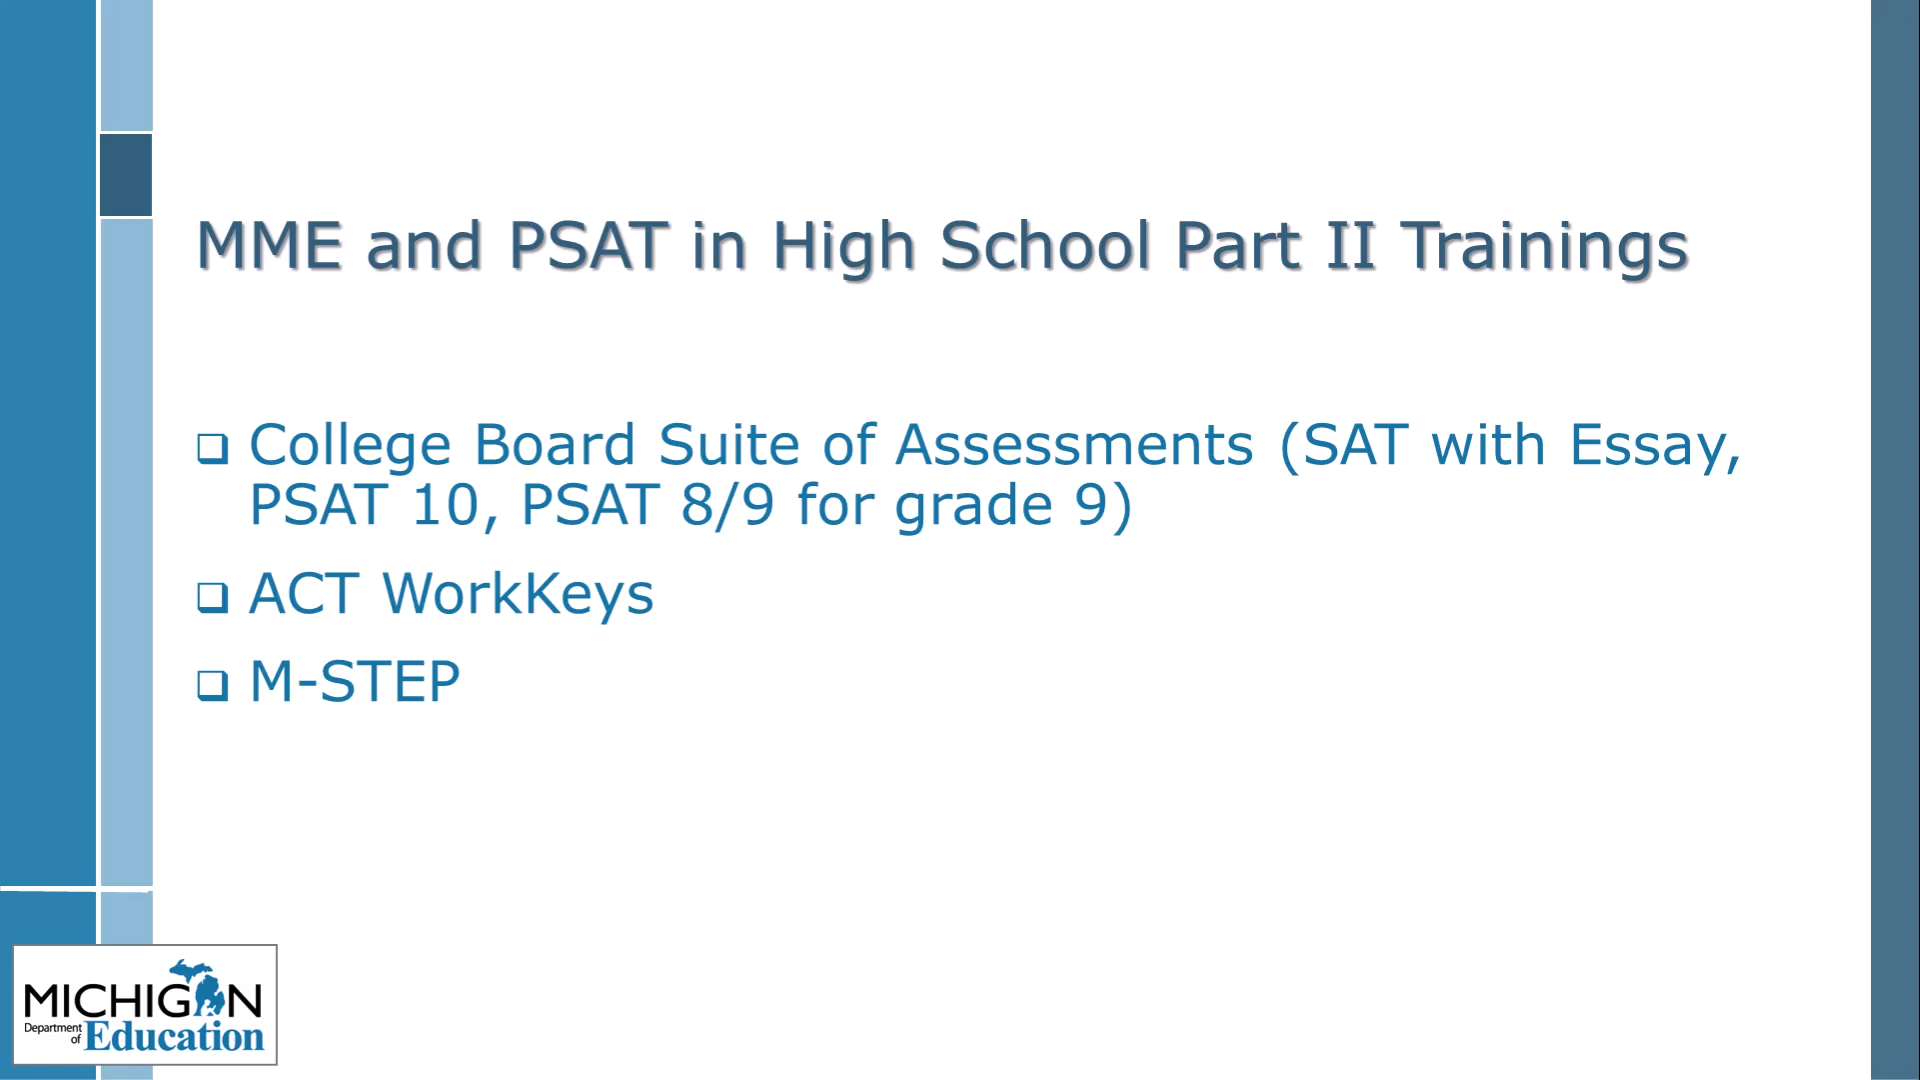 MME and PSAT in High School Part II Trainings
College Board Suite of Assessments (SAT with Essay,
PSAT 10, PSAT 8/9 for grade 9)
ACT WorkKeys
M-STEP
MICHIGAN
Department
of Education